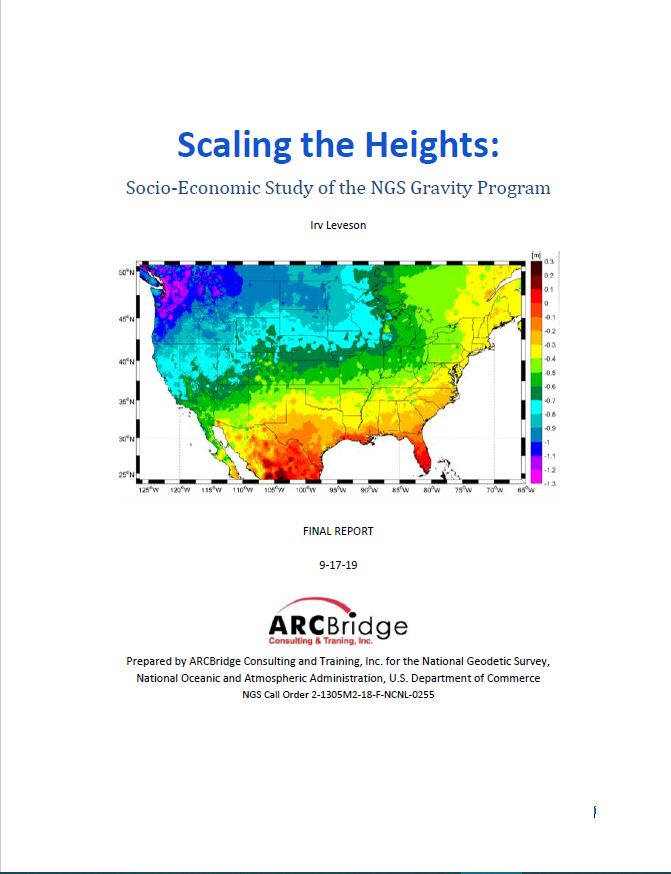 Scaling the Heights:
Socio-Economic Study of the NGS Gravity Program
Irv Leveson
[m]
50°N
45°N
40°N
35°N
30°N
25°N
0.3
0.2
0.1
0
-0.1
-0.2
-0.3
-0.4
-0.5
-0.6
-0.7
-0.8
-0.9
-1
-1.1
-1.2
-1.3
125°W 120°W 115°W 110°W 105°W 100°W 95°W 90°W 85°W 80°W 75°W 70°W 65°W
FINAL REPORT
9-17-19
ARCBridge
Consulting & Traning, Inc.
Prepared by ARCBridge Consulting and Training, Inc. for the National Geodetic Survey,
National Oceanic and Atmospheric Administration, U.S. Department of Commerce
NGS Call Order 2-1305M2-18-F-NCNL-0255